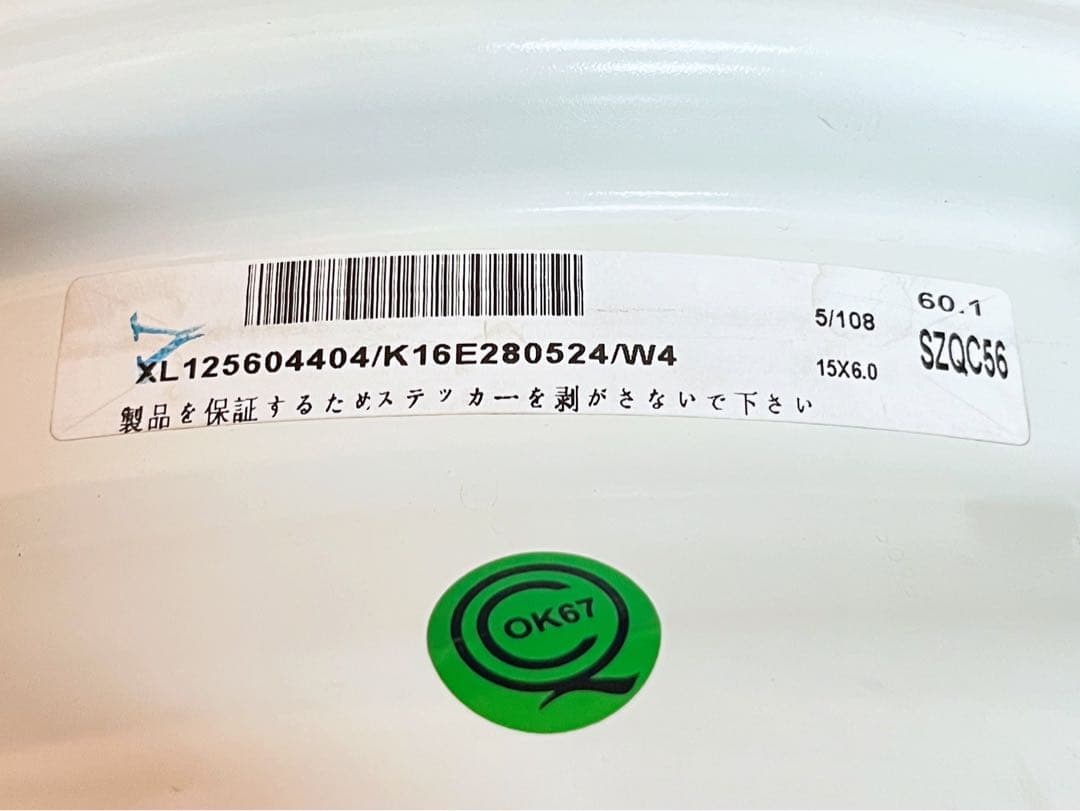 60.1
5/108
SZQC56
XL125604404/K16E280524/W4
15X6.0
製品を保証するためステッカーを剥がさないで下さい
OK67